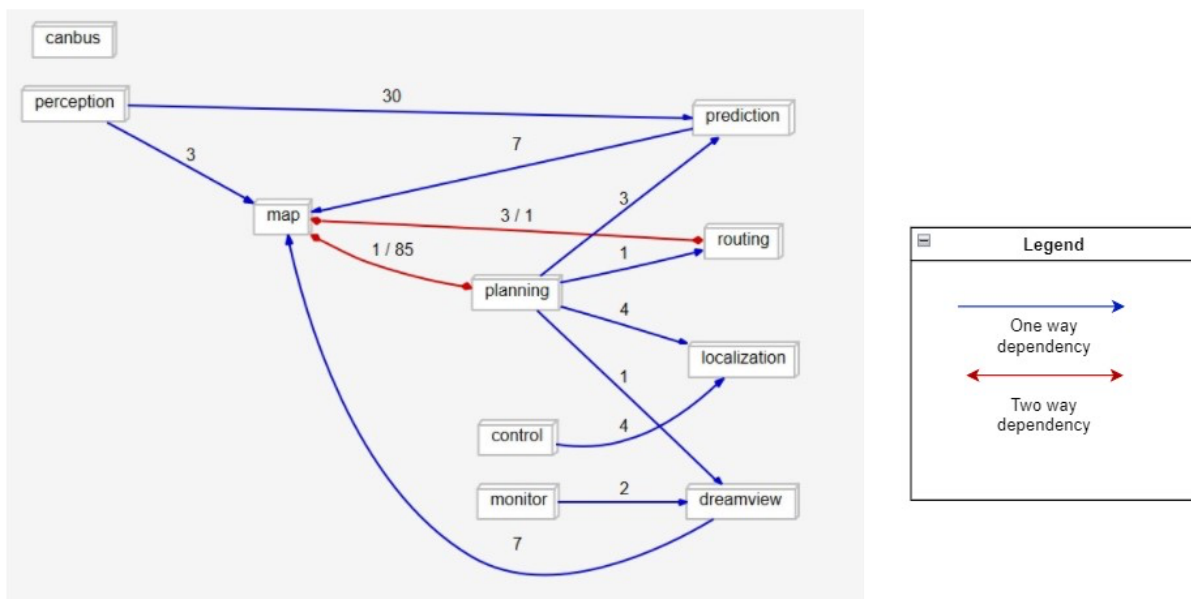 canbus
perception
30
prediction
3
7
map
3 / 1
3
routing
1 / 85
1
planning
4
localization
1
control
4
monitor
2
dreamview
7
Legend
One way
dependency
Two way
dependency